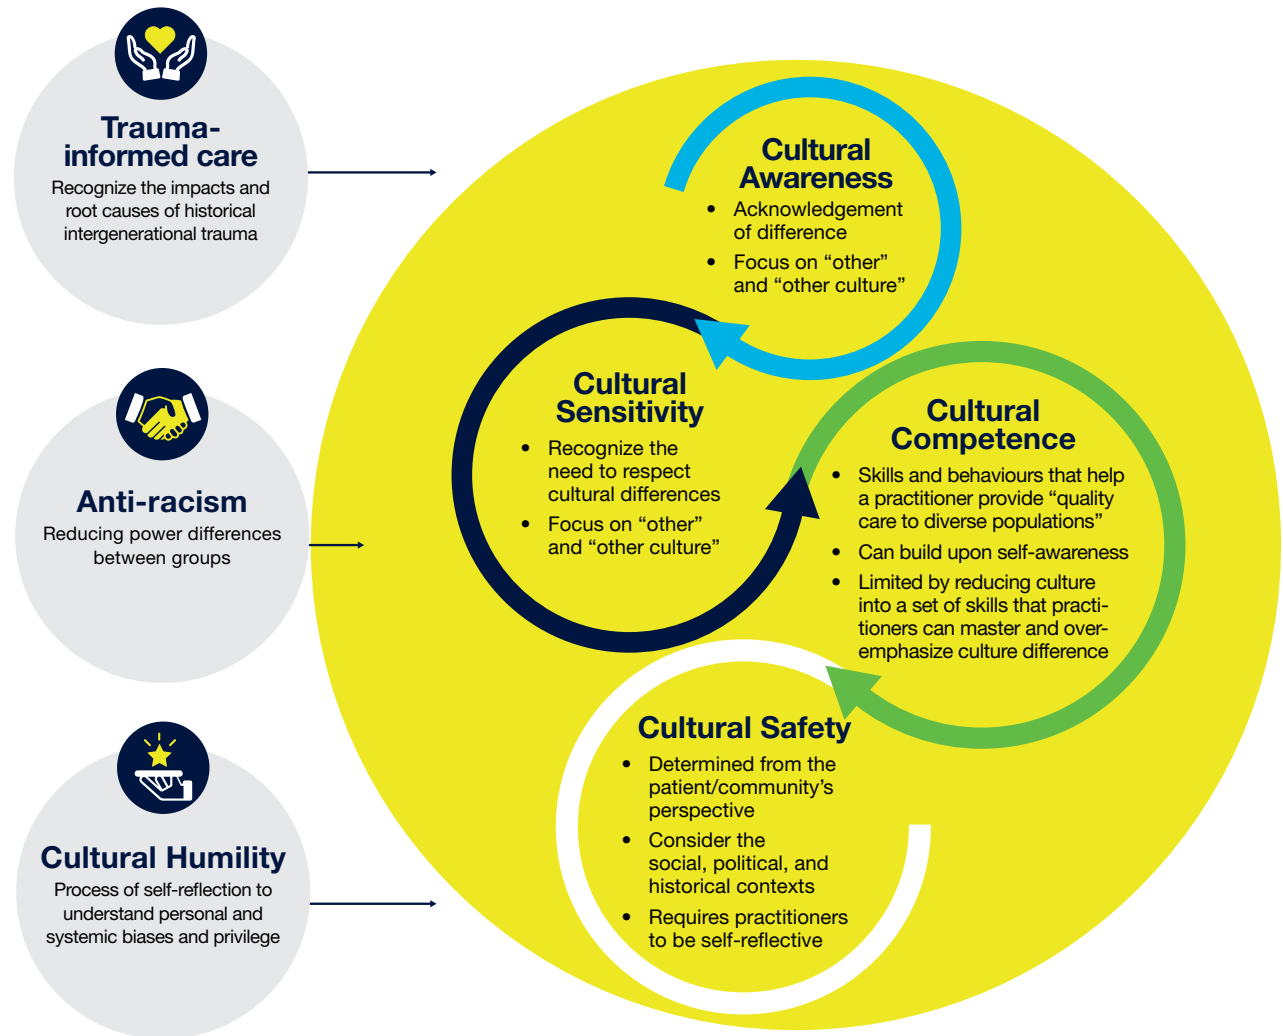 Trauma-
informed care
Recognize the impacts and
root causes of historical
intergenerational trauma
Anti-racism
Reducing power differences
between groups
Cultural Humility
Process of self-reflection to
understand personal and
systemic biases and privilege
Cultural
Awareness
• Acknowledgement
of difference
• Focus on “other”
and “other culture”
Cultural
Sensitivity
• Recognize the
need to respect
cultural differences
• Focus on “other”
and “other culture”
Cultural
Competence
• Skills and behaviours that help
a practitioner provide “quality
care to diverse populations”
• Can build upon self-awareness
• Limited by reducing culture
into a set of skills that practi-
tioners can master and over-
emphasize culture difference
Cultural Safety
• Determined from the
patient/community’s
perspective
• Consider the
social, political, and
historical contexts
• Requires practitioners
to be self-reflective